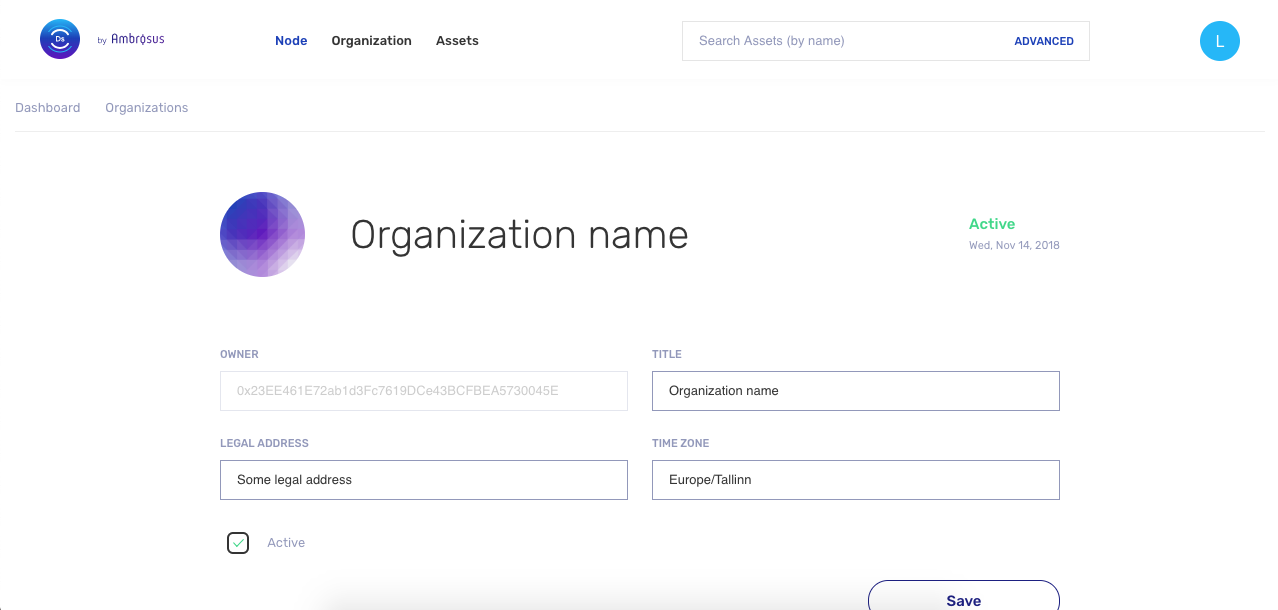 Ds by Ambrosus Node Organization Assets Search Assets (by name) ADVANCED L
Dashboard Organizations
Organization name
Active
Wed, Nov 14, 2018
OWNER TITLE
0x23EE461E72ab1d3Fc7619DCe43BCFBEA5730045E Organization name
LEGAL ADDRESS TIME ZONE
Some legal address Europe/Tallinn
Active
Save